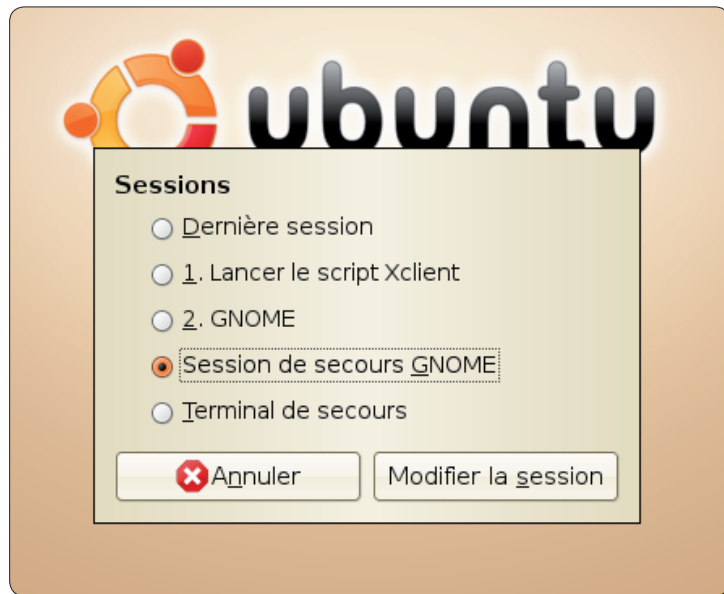 ubuntu
Sessions
Dernière session
1. Lancer le script Xclient
2. GNOME
Session de secours GNOME
Terminal de secours
Annuler
Modifier la session